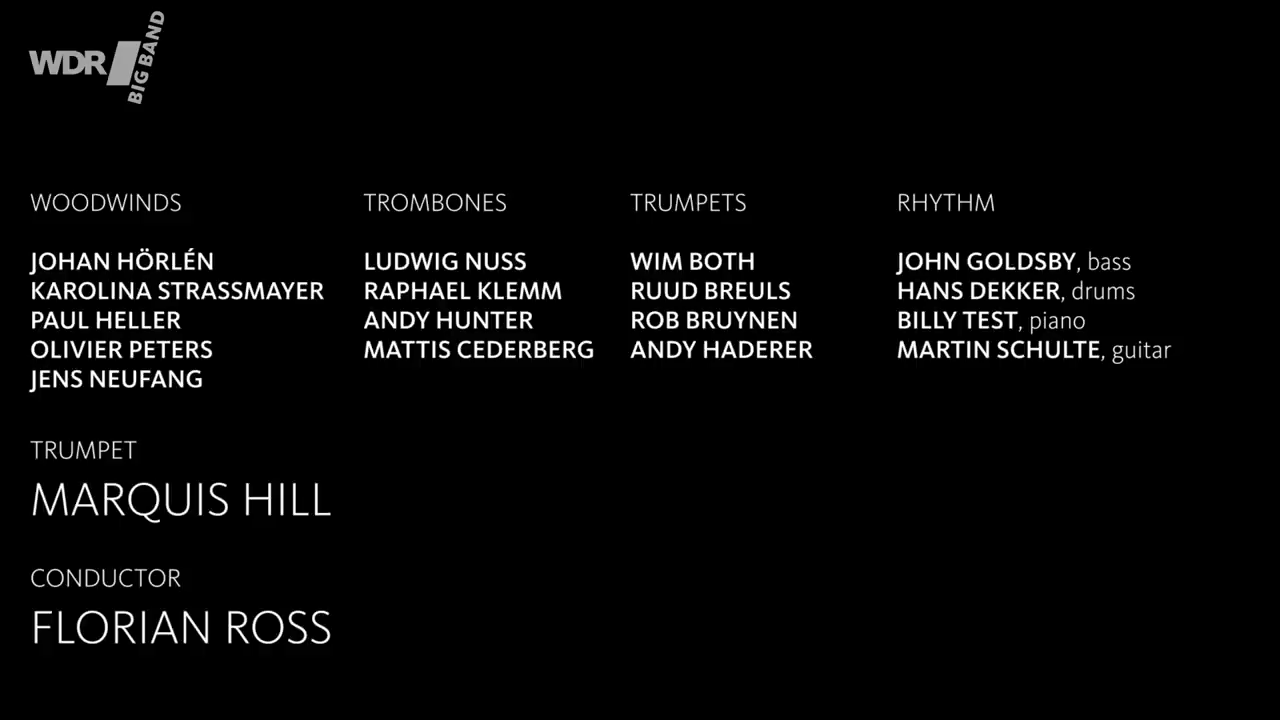 WDR BIG BAND
WOODWINDS
JOHAN HÖRLÉN
KAROLINA STRASSMAYER
PAUL HELLER
OLIVIER PETERS
JENS NEUFANG
TROMBONES
LUDWIG NUSS
RAPHAEL KLEMM
ANDY HUNTER
MATTIS CEDERBERG
TRUMPETS
WIM BOTH
RUUD BREULS
ROB BRUYNEN
ANDY HADERER
RHYTHM
JOHN GOLDSBY, bass
HANS DEKKER, drums
BILLY TEST, piano
MARTIN SCHULTE, guitar
TRUMPET
MARQUIS HILL
CONDUCTOR
FLORIAN ROSS